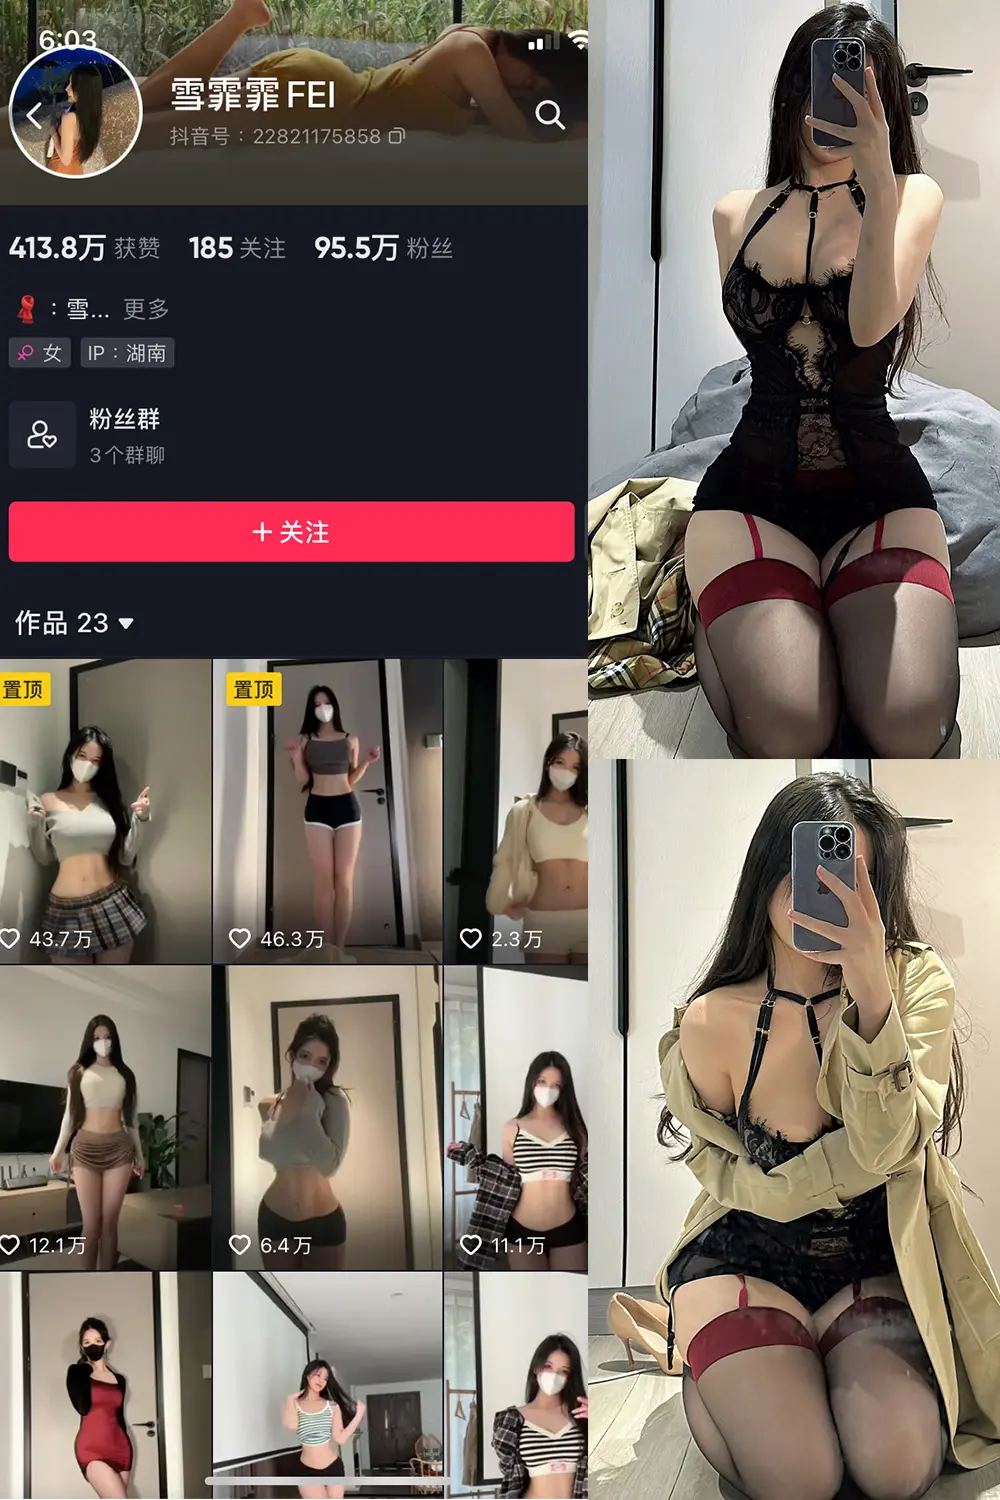 6:03
雪霏霏FEI
抖音号：22821175858
413.8万 获赞 185 关注 95.5万 粉丝
：雪... 更多
女 IP：湖南
粉丝群
3个群聊
+ 关注
作品 23
置顶 置顶
43.7万 46.3万 2.3万
12.1万 6.4万 11.1万